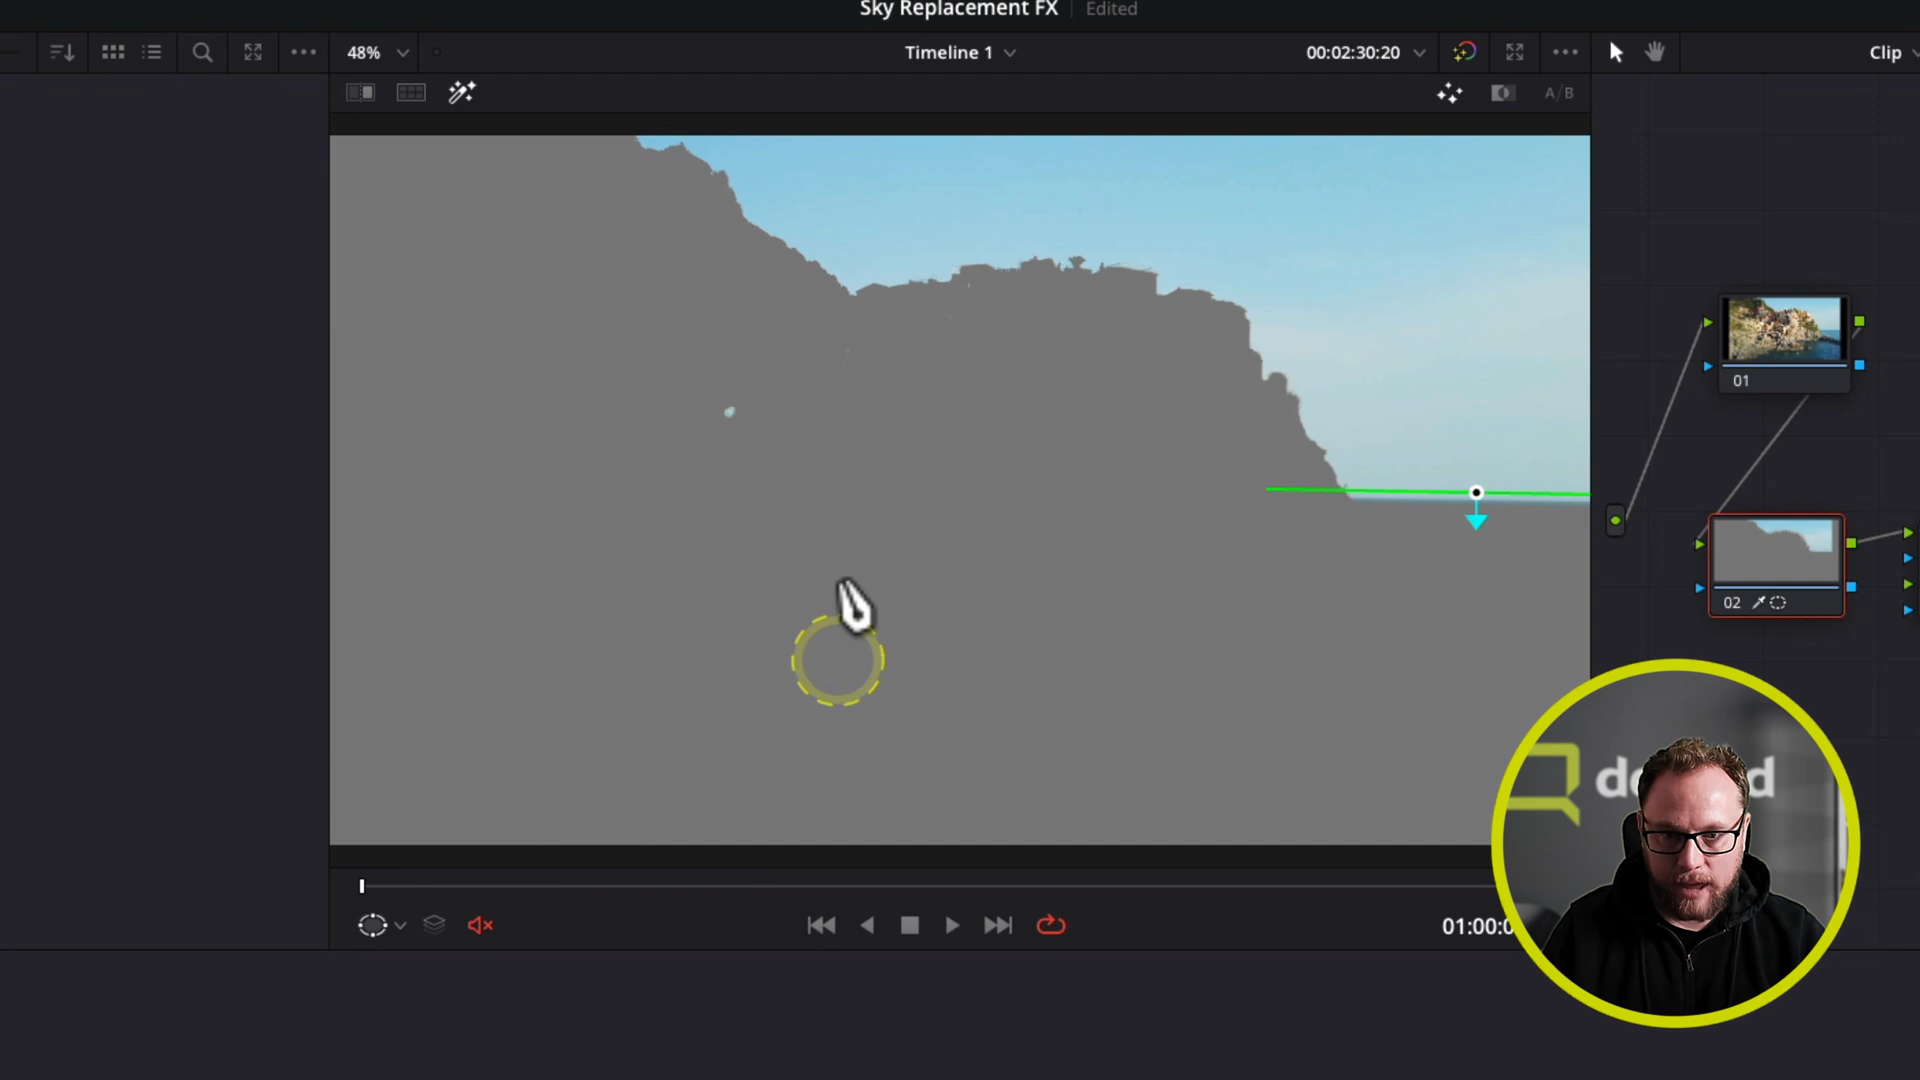 Sky Replacement FX Edited
48%
Timeline 1
00:02:30:20
Clip
A/B
01
02
01:00:0